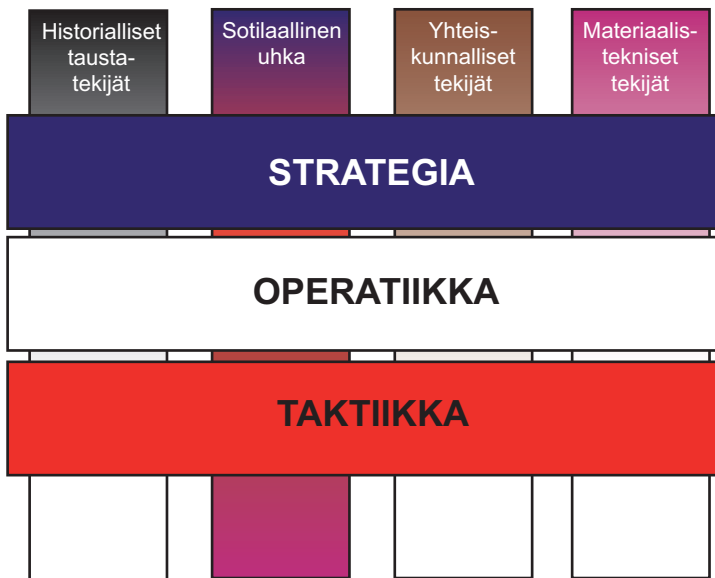 Historialliset
tausta-
tekijät
Sotilaallinen
uhka
Yhteis-
kunnalliset
tekijät
Materiaalis-
tekniset
tekijät
STRATEGIA
OPERATIIKKA
TAKTIIKKA